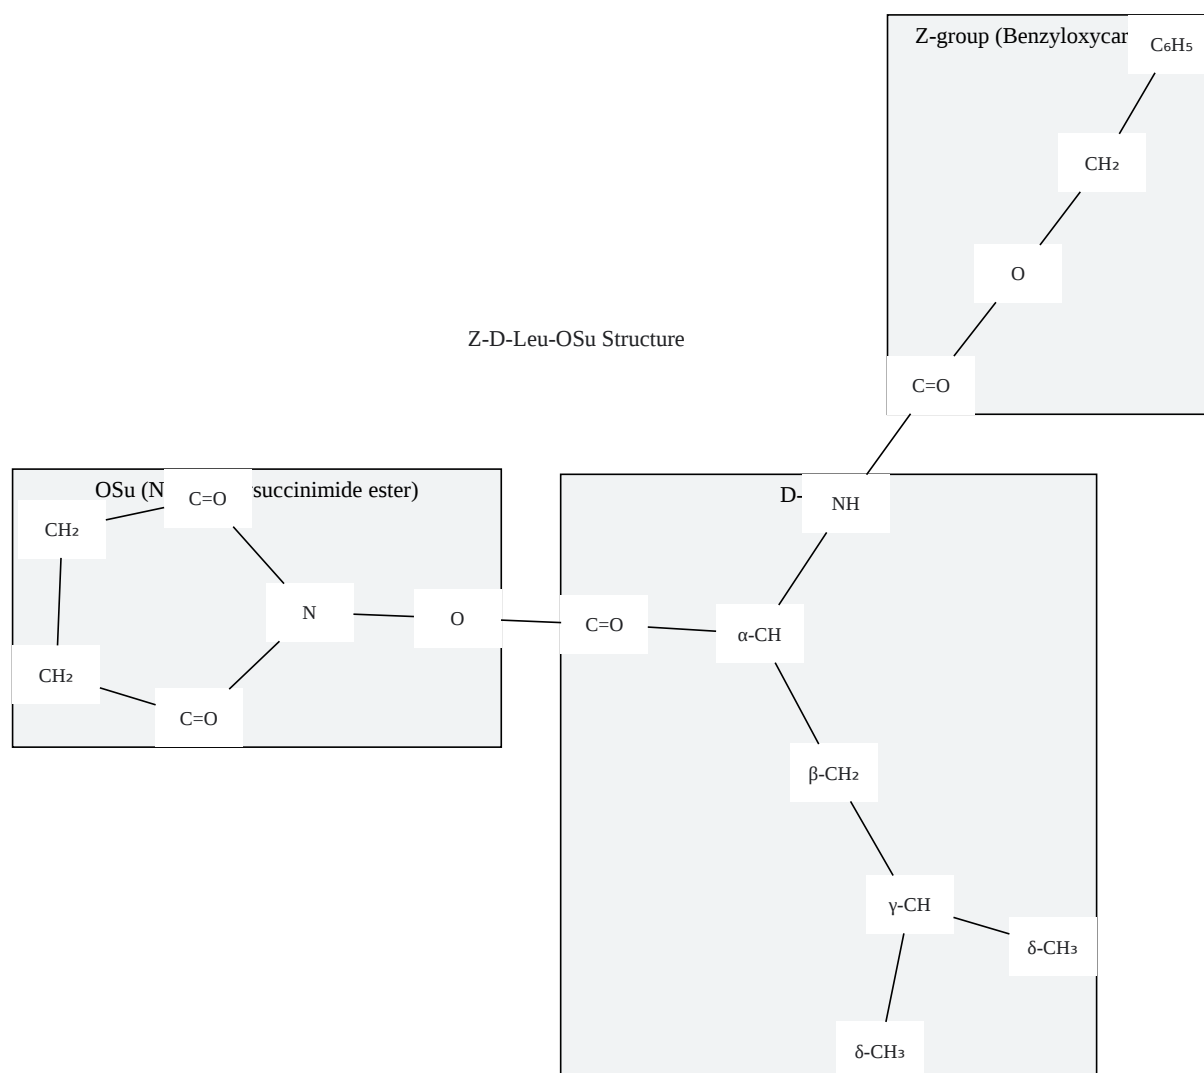 Z-group (Benzyloxycar
C₆H₅
CH₂
O
Z-D-Leu-OSu Structure
C=O
OSu (N
C=O
succinimide ester)
D-
NH
CH₂
N
O
C=O
α-CH
CH₂
C=O
β-CH₂
γ-CH
δ-CH₃
δ-CH₃